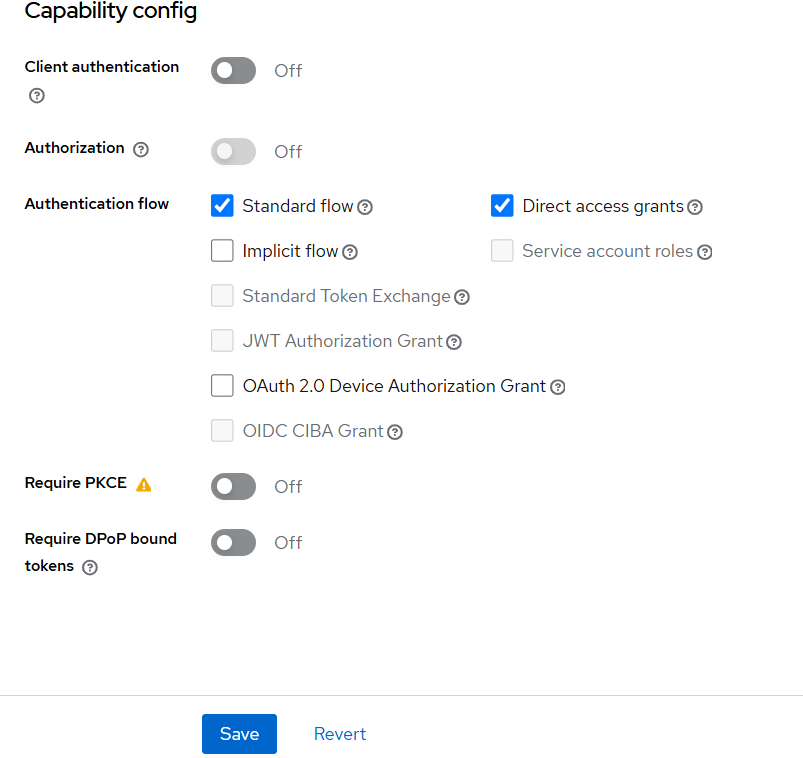 Capability config
Client authentication
Off
Authorization
Off
Authentication flow
Standard flow
Direct access grants
Implicit flow
Service account roles
Standard Token Exchange
JWT Authorization Grant
OAuth 2.0 Device Authorization Grant
OIDC CIBA Grant
Require PKCE
Off
Require DPoP bound
tokens
Off
Save
Revert